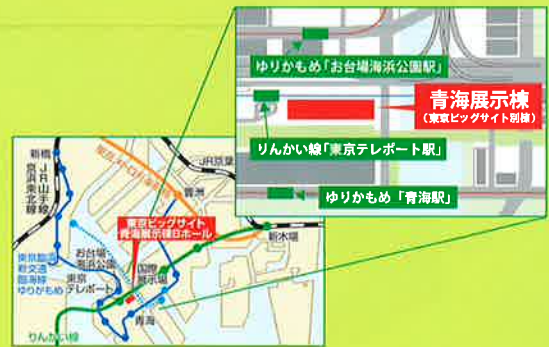 ゆりかもめ「お台場海浜公園駅」
青海展示棟
(東京ビッグサイト別棟)
りんかい線「東京テレポート駅」
ゆりかもめ「青海駅」
新橋
JR山手線
京浜東北線
JR京葉
豊洲
東京ビッグサイト
青海展示棟Bホール
新木場
お台場
海浜公園
国際
展示場
東京臨海
新交通
臨海線
ゆりかもめ
東京
テレポート
青海
りんかい線